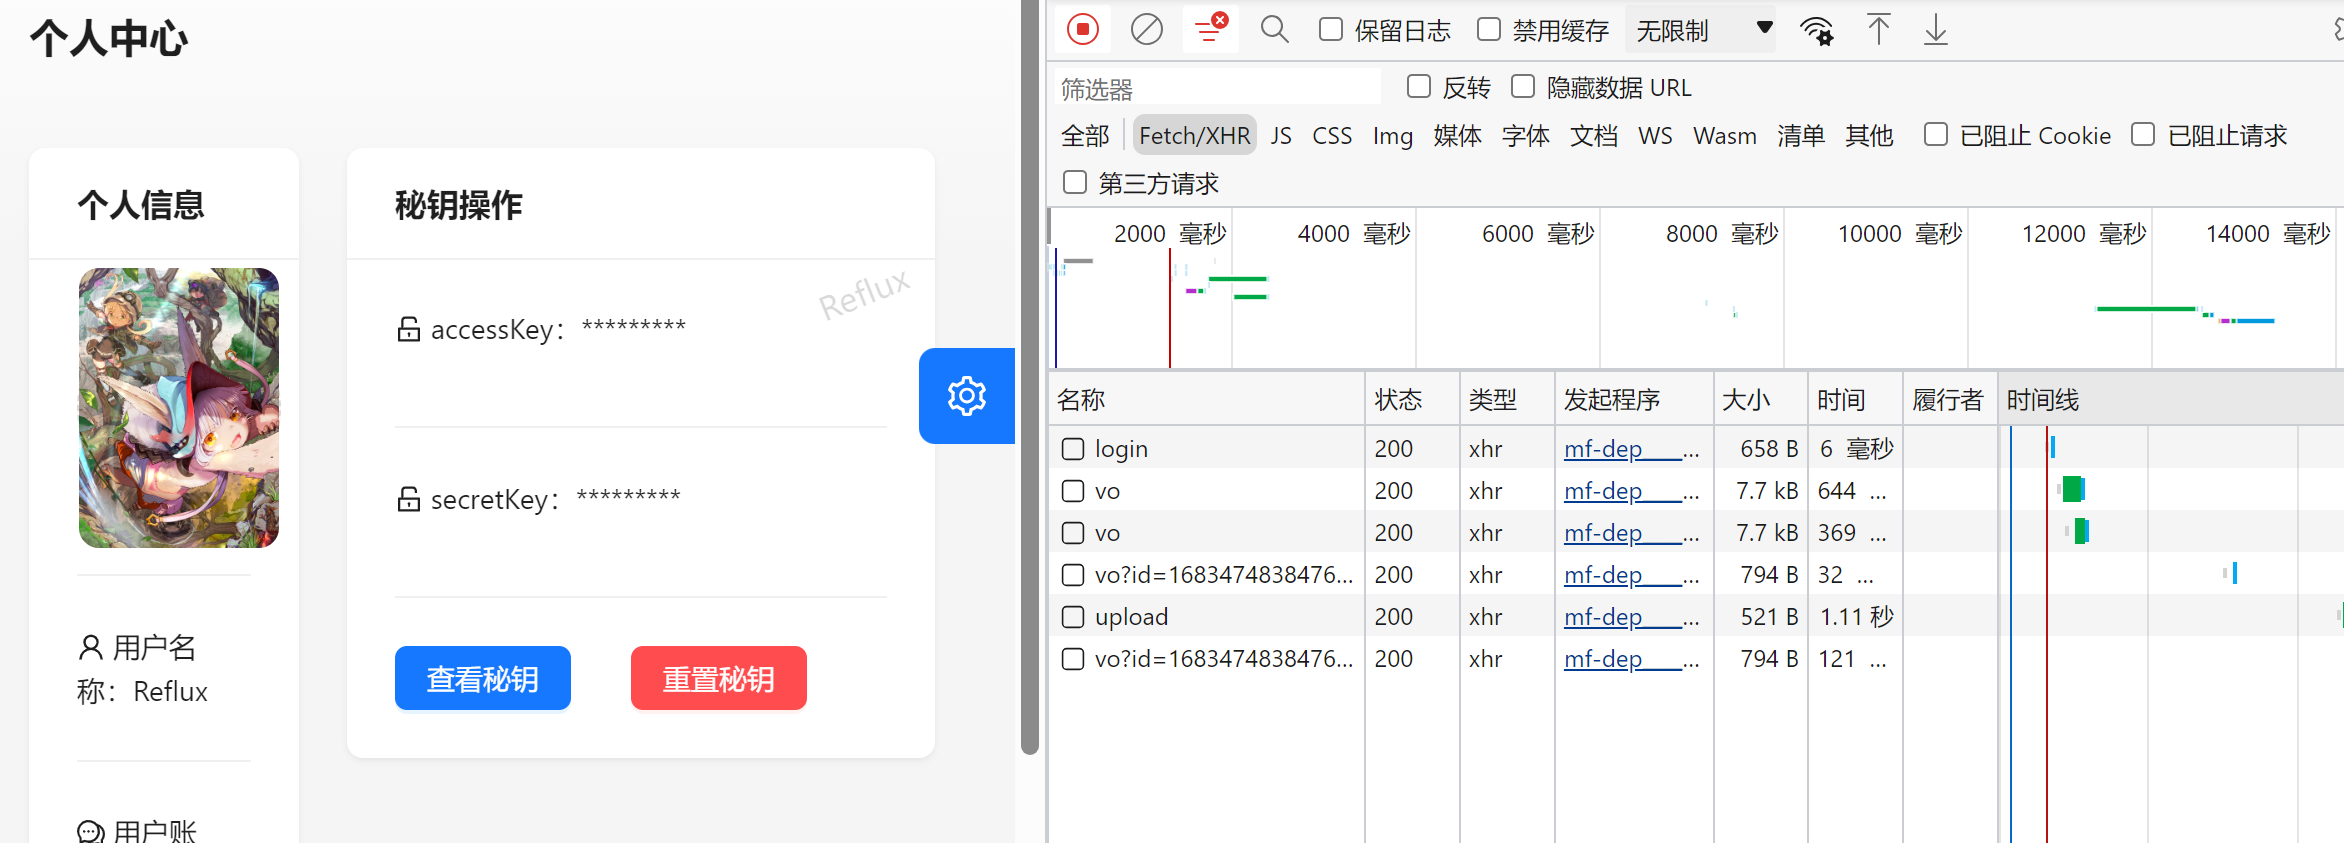 个人中心
个人信息
用户名
称：Reflux
用户账
秘钥操作
Reflux
accessKey：*********
secretKey：*********
查看秘钥 重置秘钥
保留日志 禁用缓存 无限制
筛选器 反转 隐藏数据 URL
全部 Fetch/XHR JS CSS Img 媒体 字体 文档 WS Wasm 清单 其他 已阻止 Cookie 已阻止请求
第三方请求
2000 毫秒 4000 毫秒 6000 毫秒 8000 毫秒 10000 毫秒 12000 毫秒 14000 毫秒
名称 状态 类型 发起程序 大小 时间 履行者 时间线
login 200 xhr mf-dep____... 658 B 6 毫秒
vo 200 xhr mf-dep____... 7.7 kB 644 ...
vo 200 xhr mf-dep____... 7.7 kB 369 ...
vo?id=1683474838476... 200 xhr mf-dep____... 794 B 32 ...
upload 200 xhr mf-dep____... 521 B 1.11 秒
vo?id=1683474838476... 200 xhr mf-dep____... 794 B 121 ...